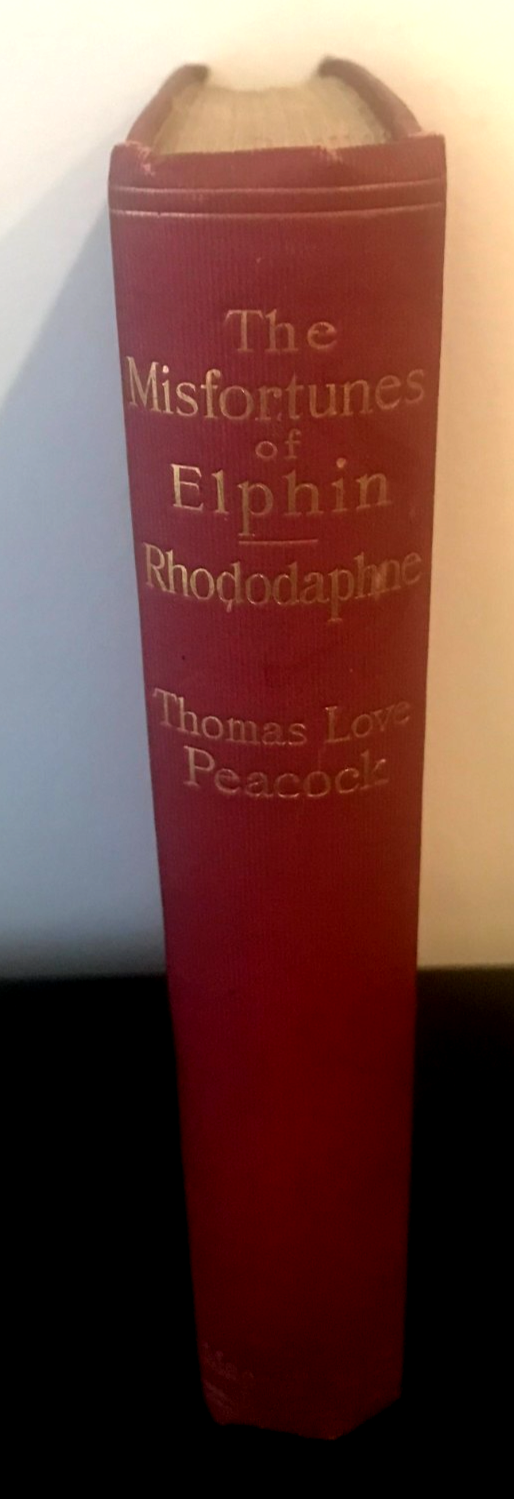 The
Misfortunes
of
Elphin
Rhododaphne
Thomas Love
Peacock